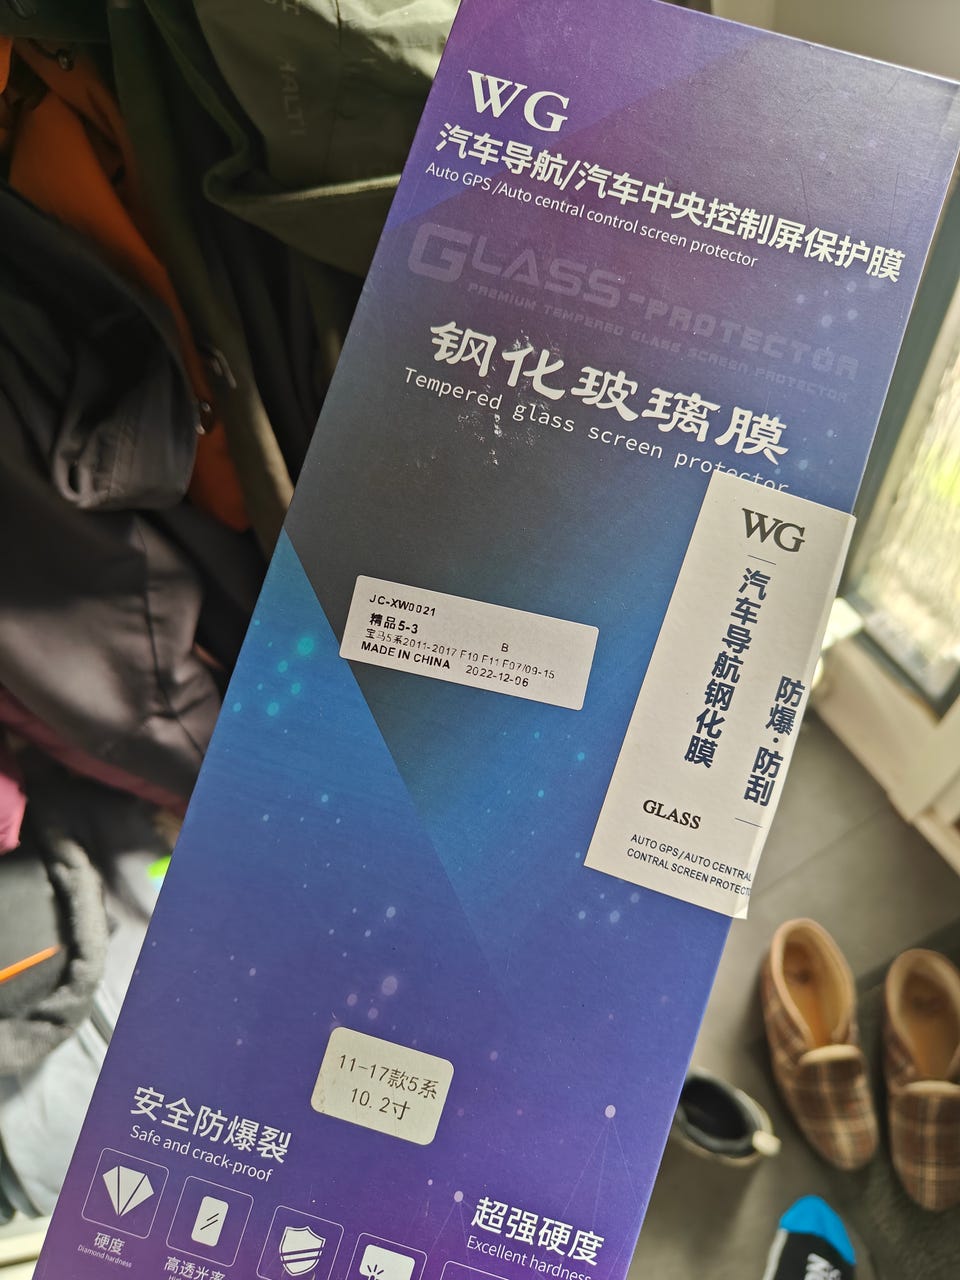 WG
汽车导航/汽车中央控制屏保护膜
Auto GPS /Auto central control screen protector
GLASS-PROTECTOR
PREMIUM TEMPERED GLASS SCREEN PROTECTOR
钢化玻璃膜
Tempered glass screen protector
WG
汽车导航钢化膜
防爆·防刮
GLASS
AUTO GPS/AUTO CENTRAL
CONTRAL SCREEN PROTECT
JC-XW0021
精品5-3
B
宝马5系2011-2017 F10 F11 F07/09-15
MADE IN CHINA 2022-12-06
11-17款5系
10.2寸
安全防爆裂
Safe and crack-proof
硬度
Diamond hardness
高透光率
超强硬度
Excellent hardness